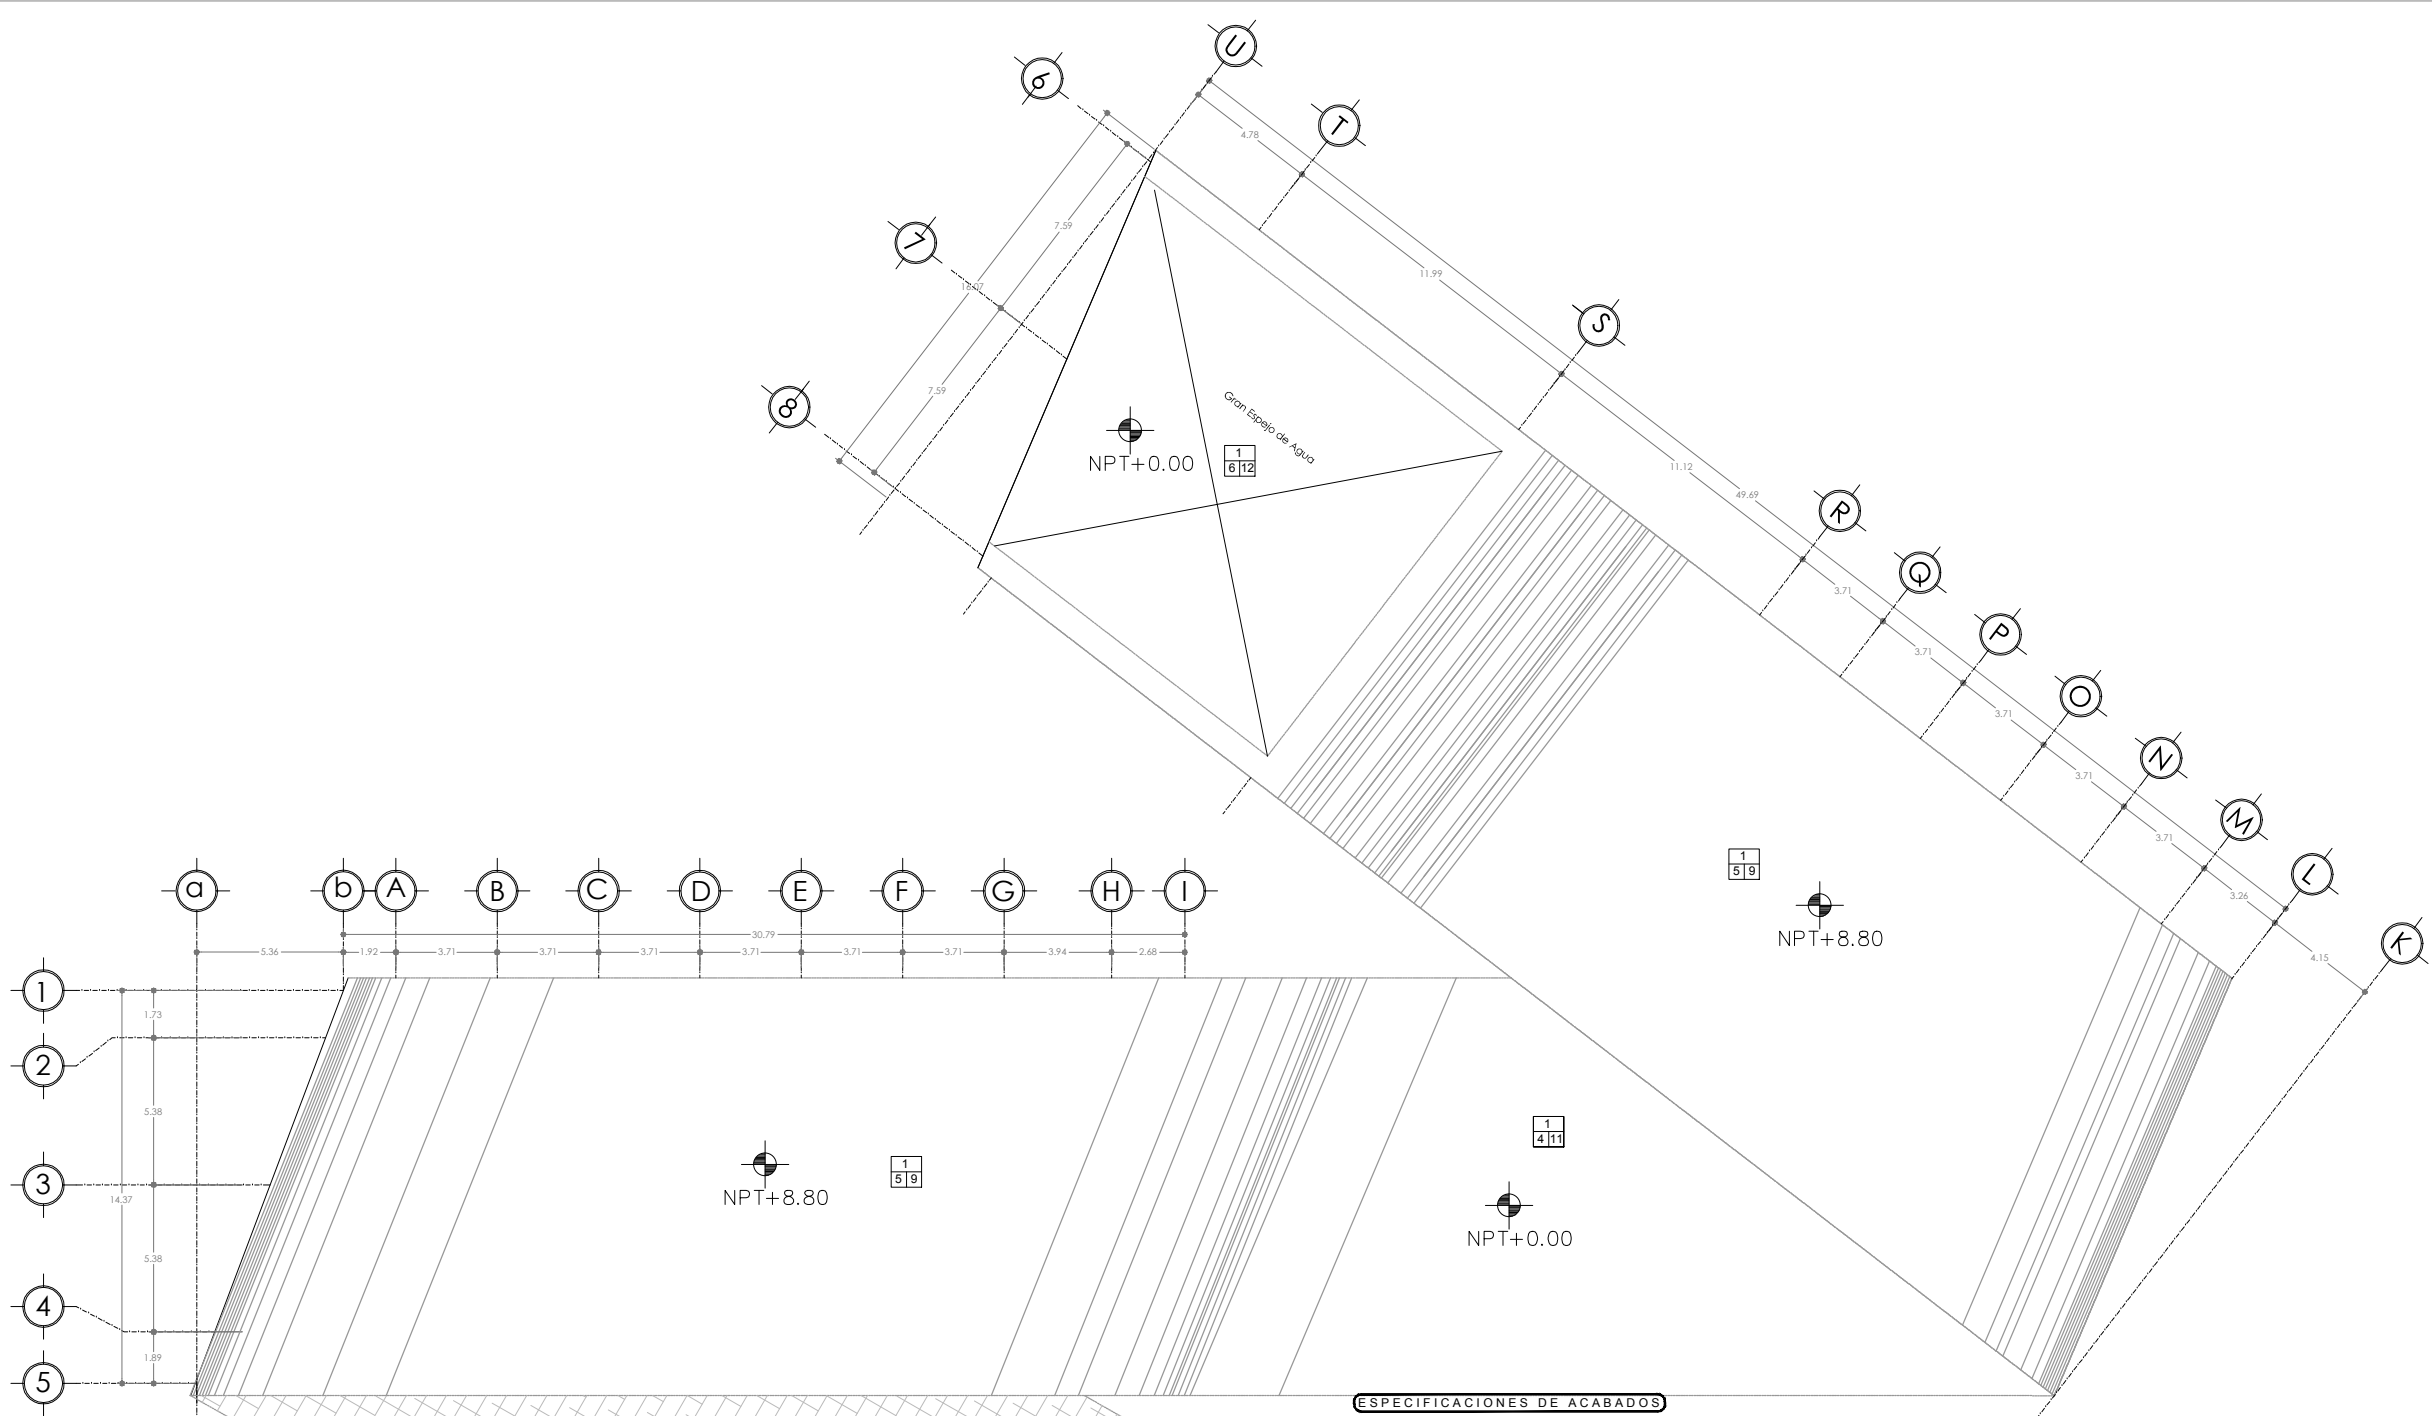 U
6
T
4.78
7
7.59
11.99
16.07
S
8
7.59
Gran Espejo de Agua
NPT+0.00
1
6 12
11.12
49.69
R
Q
3.71
P
3.71
O
3.71
N
3.71
M
3.71
L
3.26
K
4.15
1
5 9
NPT+8.80
a
b
A
B
C
D
E
F
G
H
I
30.79
5.36
1.92
3.71
3.71
3.71
3.71
3.71
3.71
3.94
2.68
1
1.73
2
5.38
3
14.37
5.38
4
1.89
5
NPT+8.80
1
5 9
1
4 11
NPT+0.00
ESPECIFICACIONES DE ACABADOS